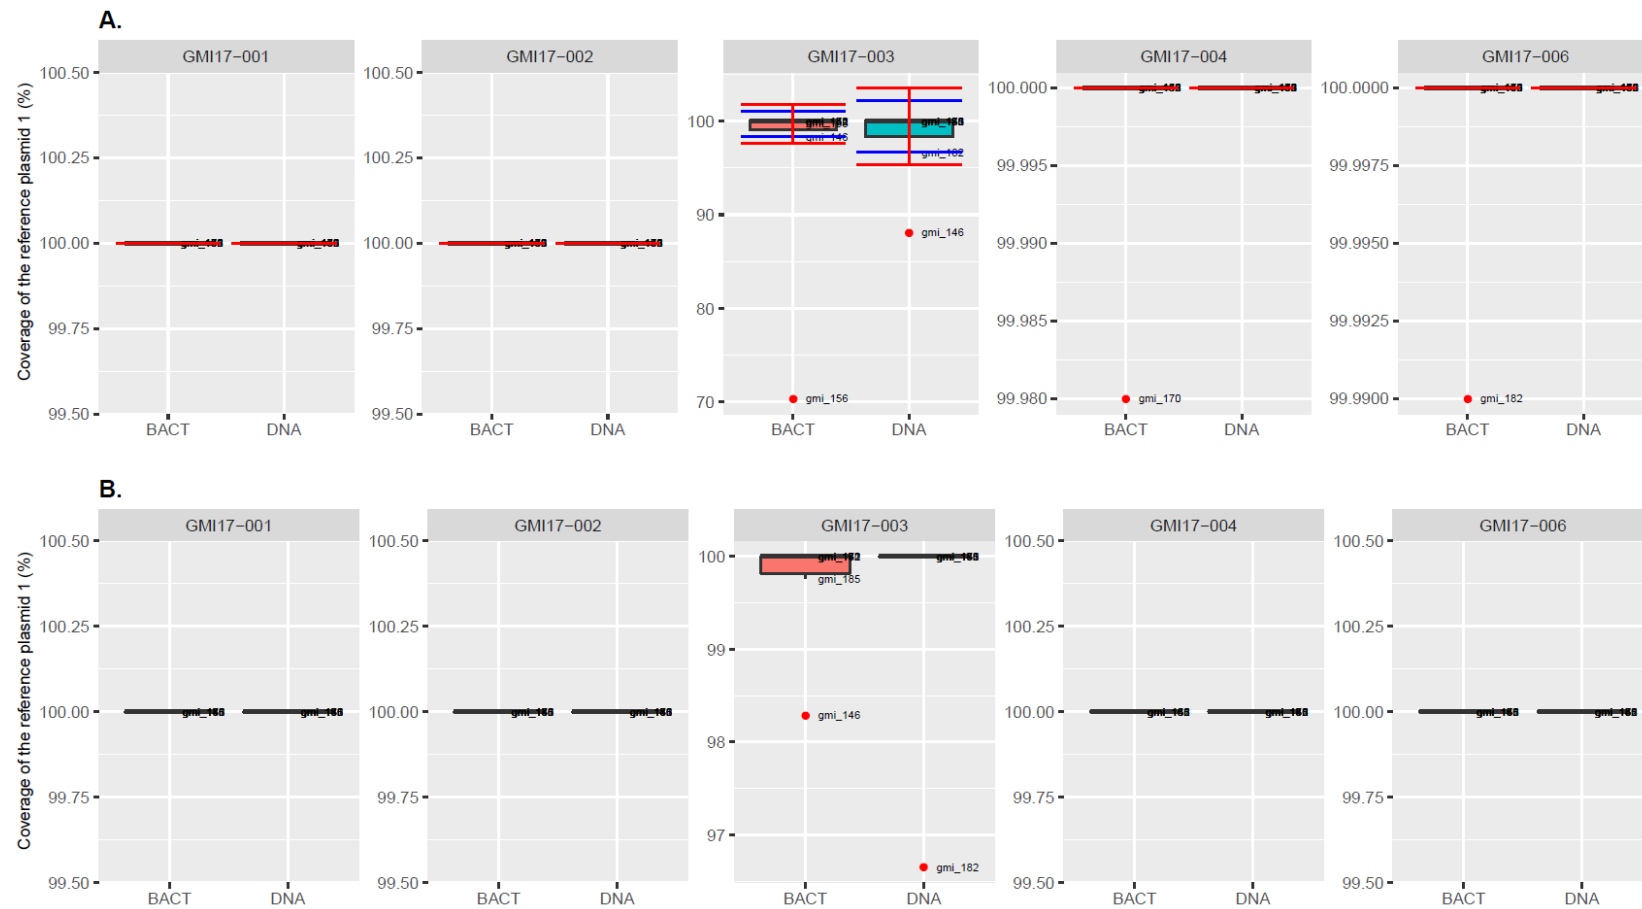 A.
GMI17-001 GMI17-002 GMI17-003 GMI17-004 GMI17-006
Coverage of the reference plasmid 1 (%)
100.50 100.25 100.00 99.75 99.50
100.50 100.25 100.00 99.75 99.50
100 90 80 70
100.000 99.995 99.990 99.985 99.980
100.0000 99.9975 99.9950 99.9925 99.9900
gmi_146
gmi_182
gmi_146
gmi_156
gmi_170
gmi_182
BACT DNA BACT DNA BACT DNA BACT DNA BACT DNA
B.
GMI17-001 GMI17-002 GMI17-003 GMI17-004 GMI17-006
Coverage of the reference plasmid 1 (%)
100.50 100.25 100.00 99.75 99.50
100.50 100.25 100.00 99.75 99.50
100 99 98 97
100.50 100.25 100.00 99.75 99.50
100.50 100.25 100.00 99.75 99.50
gmi_185
gmi_146
gmi_182
BACT DNA BACT DNA BACT DNA BACT DNA BACT DNA